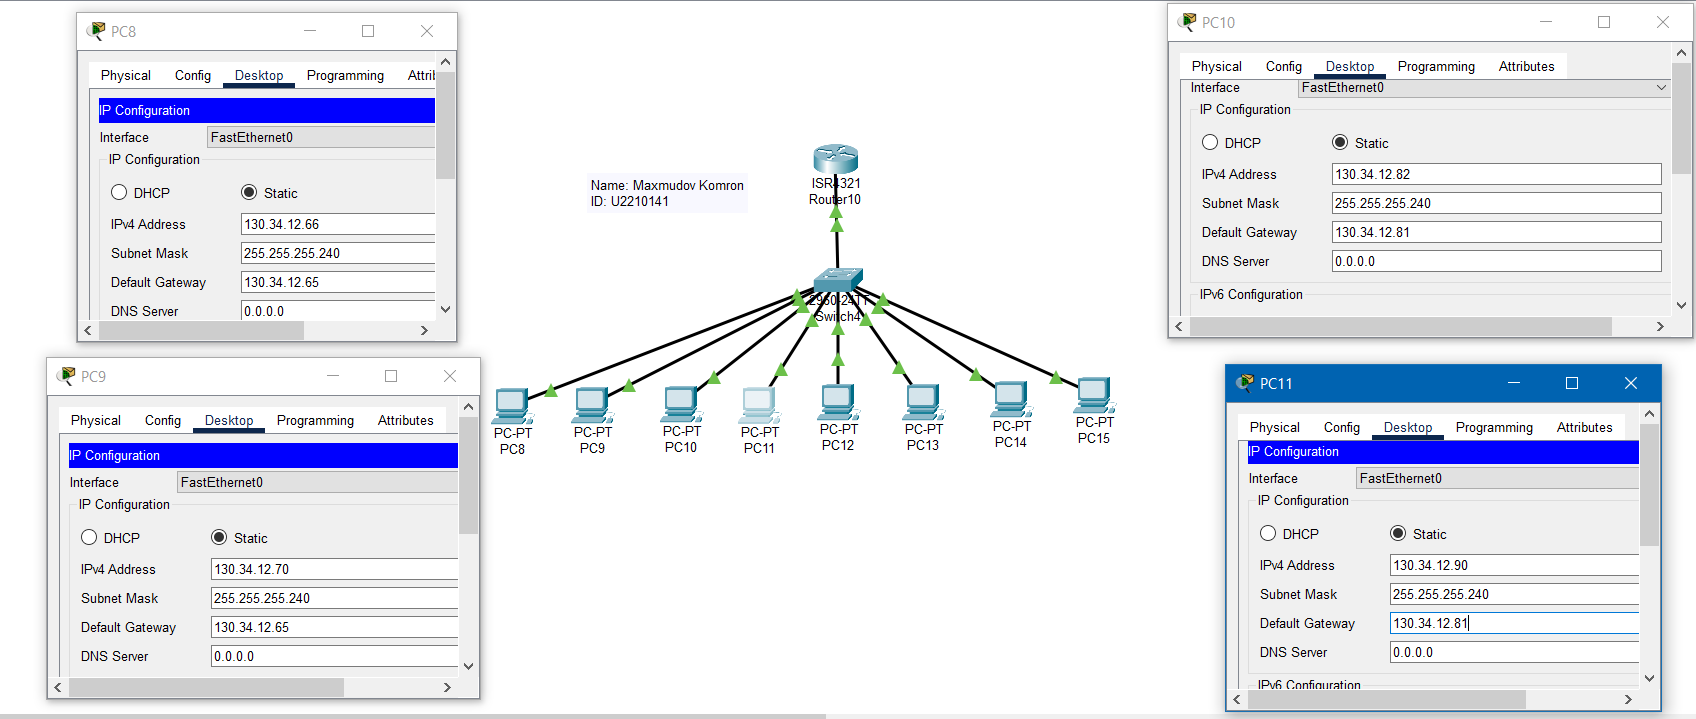 PC8
Physical Config Desktop Programming Attri
IP Configuration
Interface FastEthernet0
IP Configuration
DHCP Static
IPv4 Address 130.34.12.66
Subnet Mask 255.255.255.240
Default Gateway 130.34.12.65
DNS Server 0.0.0.0
PC9
Physical Config Desktop Programming Attributes
IP Configuration
Interface FastEthernet0
IP Configuration
DHCP Static
IPv4 Address 130.34.12.70
Subnet Mask 255.255.255.240
Default Gateway 130.34.12.65
DNS Server 0.0.0.0
Name: Maxmudov Komron
ID: U2210141
ISR4321
Router10
2960-24TT
Switch4
PC-PT
PC8
PC-PT
PC9
PC-PT
PC10
PC-PT
PC11
PC-PT
PC12
PC-PT
PC13
PC-PT
PC14
PC-PT
PC15
PC10
Physical Config Desktop Programming Attributes
Interface FastEthernet0
IP Configuration
DHCP Static
IPv4 Address 130.34.12.82
Subnet Mask 255.255.255.240
Default Gateway 130.34.12.81
DNS Server 0.0.0.0
IPv6 Configuration
PC11
Physical Config Desktop Programming Attributes
IP Configuration
Interface FastEthernet0
IP Configuration
DHCP Static
IPv4 Address 130.34.12.90
Subnet Mask 255.255.255.240
Default Gateway 130.34.12.81
DNS Server 0.0.0.0
IPv6 Configuration